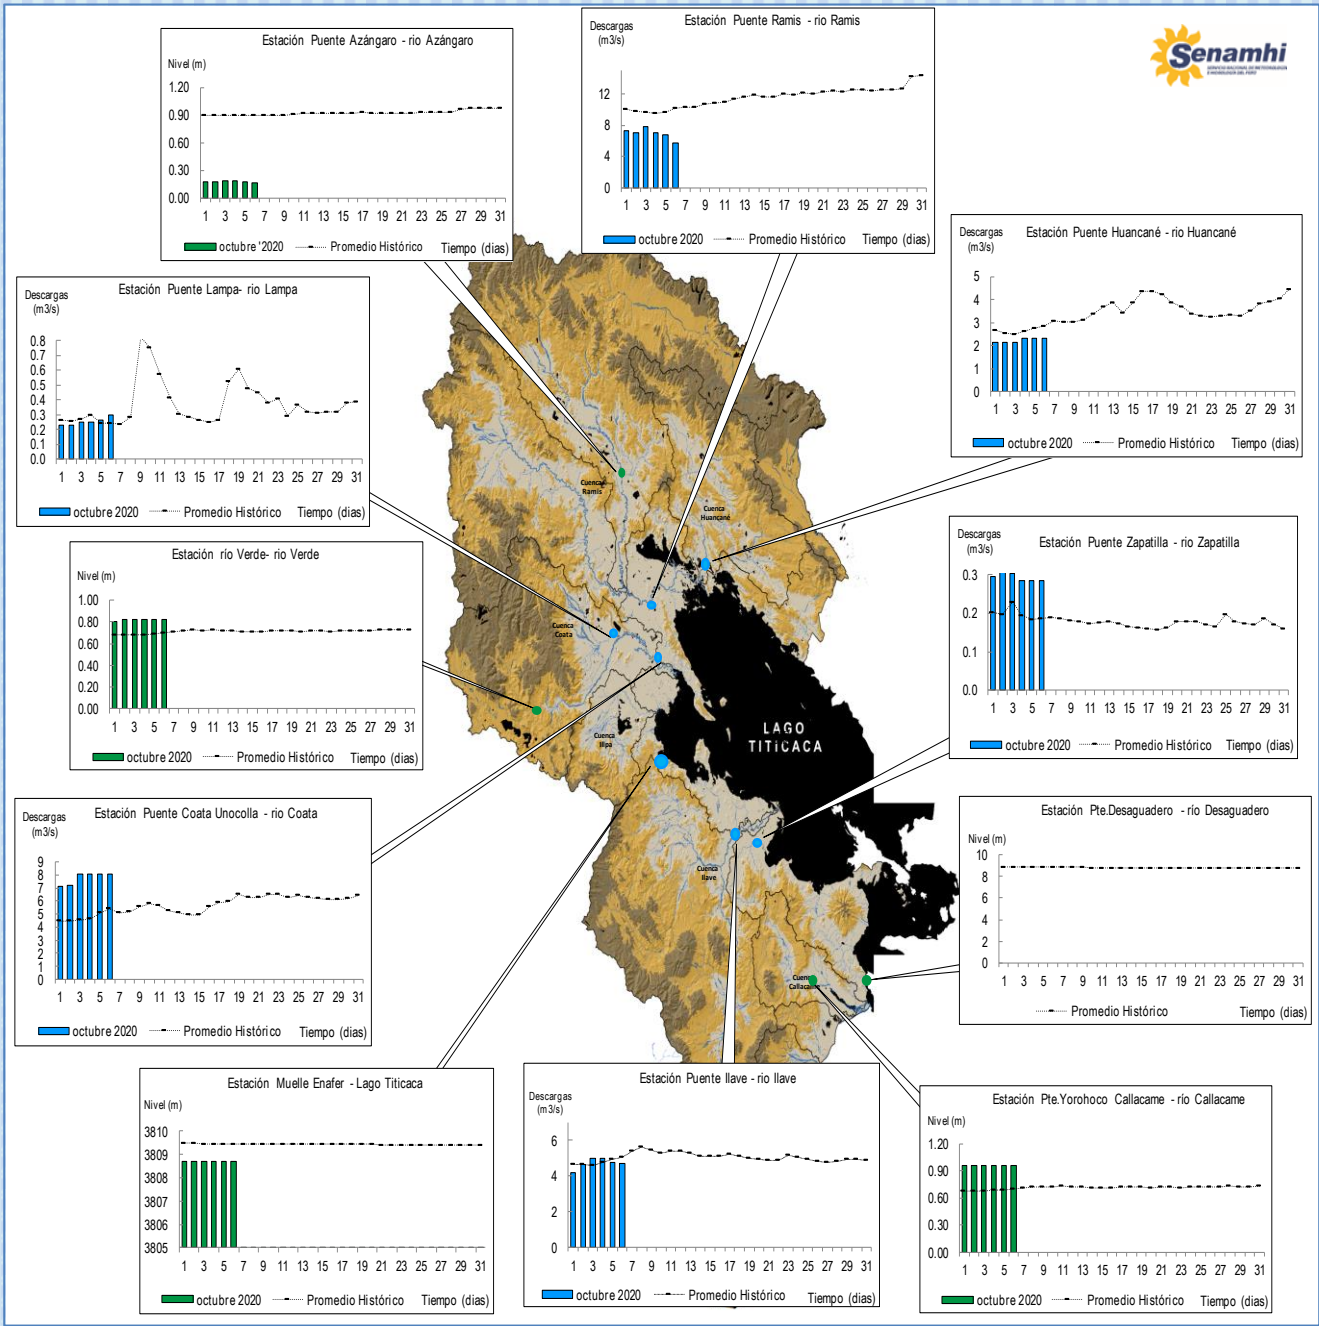 Senamhi
SERVICIO NACIONAL DE METEOROLOGÍA
E HIDROLOGÍA DEL PERÚ
Estación Puente Azángaro - rio Azángaro
Nivel (m)
1.20
0.90
0.60
0.30
0.00
1 3 5 7 9 11 13 15 17 19 21 23 25 27 29 31
octubre '2020 Promedio Histórico Tiempo (dias)
Estación Puente Ramis - rio Ramis
Descargas
(m3/s)
12
8
4
0
1 3 5 7 9 11 13 15 17 19 21 23 25 27 29 31
octubre 2020 Promedio Histórico Tiempo (dias)
Estación Puente Huancané - rio Huancané
Descargas
(m3/s)
5
4
3
2
1
0
1 3 5 7 9 11 13 15 17 19 21 23 25 27 29 31
octubre 2020 Promedio Histórico Tiempo (dias)
Estación Puente Lampa- rio Lampa
Descargas
(m3/s)
0.8
0.7
0.6
0.5
0.4
0.3
0.2
0.1
0.0
1 3 5 7 9 11 13 15 17 19 21 23 25 27 29 31
octubre 2020 Promedio Histórico Tiempo (dias)
Estación río Verde- rio Verde
Nivel (m)
1.00
0.80
0.60
0.40
0.20
0.00
1 3 5 7 9 11 13 15 17 19 21 23 25 27 29 31
octubre 2020 Promedio Histórico Tiempo (dias)
Estación Puente Zapatilla - rio Zapatilla
Descargas
(m3/s)
0.3
0.2
0.1
0.0
1 3 5 7 9 11 13 15 17 19 21 23 25 27 29 31
octubre 2020 Promedio Histórico Tiempo (dias)
Cuenca
Ramis
Cuenca
Huancané
Cuenca
Coata
Cuenca
Illpa
LAGO
TITICACA
Cuenca
Ilave
Cuenca
Callacame
Estación Puente Coata Unocolla - rio Coata
Descargas
(m3/s)
9
8
7
6
5
4
3
2
1
0
1 3 5 7 9 11 13 15 17 19 21 23 25 27 29 31
octubre 2020 Promedio Histórico Tiempo (dias)
Estación Pte.Desaguadero - río Desaguadero
Nivel (m)
10
8
6
4
2
0
1 3 5 7 9 11 13 15 17 19 21 23 25 27 29 31
Promedio Histórico Tiempo (dias)
Estación Muelle Enafer - Lago Titicaca
Nivel (m)
3810
3809
3808
3807
3806
3805
1 3 5 7 9 11 13 15 17 19 21 23 25 27 29 31
octubre 2020 Promedio Histórico Tiempo (dias)
Estación Puente Ilave - rio Ilave
Descargas
(m3/s)
6
4
2
0
1 3 5 7 9 11 13 15 17 19 21 23 25 27 29 31
octubre 2020 Promedio Histórico Tiempo (dias)
Estación Pte.Yorohoco Callacame - río Callacame
Nivel (m)
1.20
0.90
0.60
0.30
0.00
1 3 5 7 9 11 13 15 17 19 21 23 25 27 29 31
octubre 2020 Promedio Histórico Tiempo (dias)